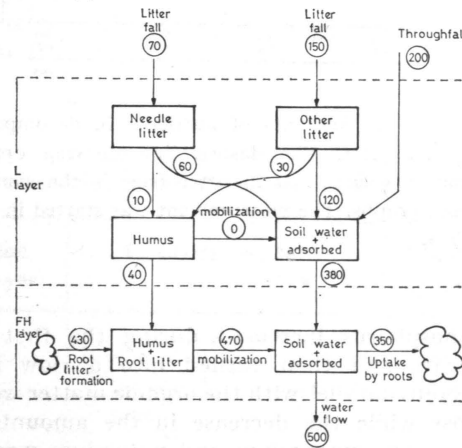 Litter
fall
70
Litter
fall
150
Throughfal
200
Needle
litter
Other
litter
60
30
L
layer
10
mobilization
120
Humus
0
Soil water
+
adsorbed
40
380
FH layer
430
Root
litter
formation
Humus
+
Root litter
470
mobilization
Soil water
+
adsorbed
350
Uptake
by roots
water
flow
500